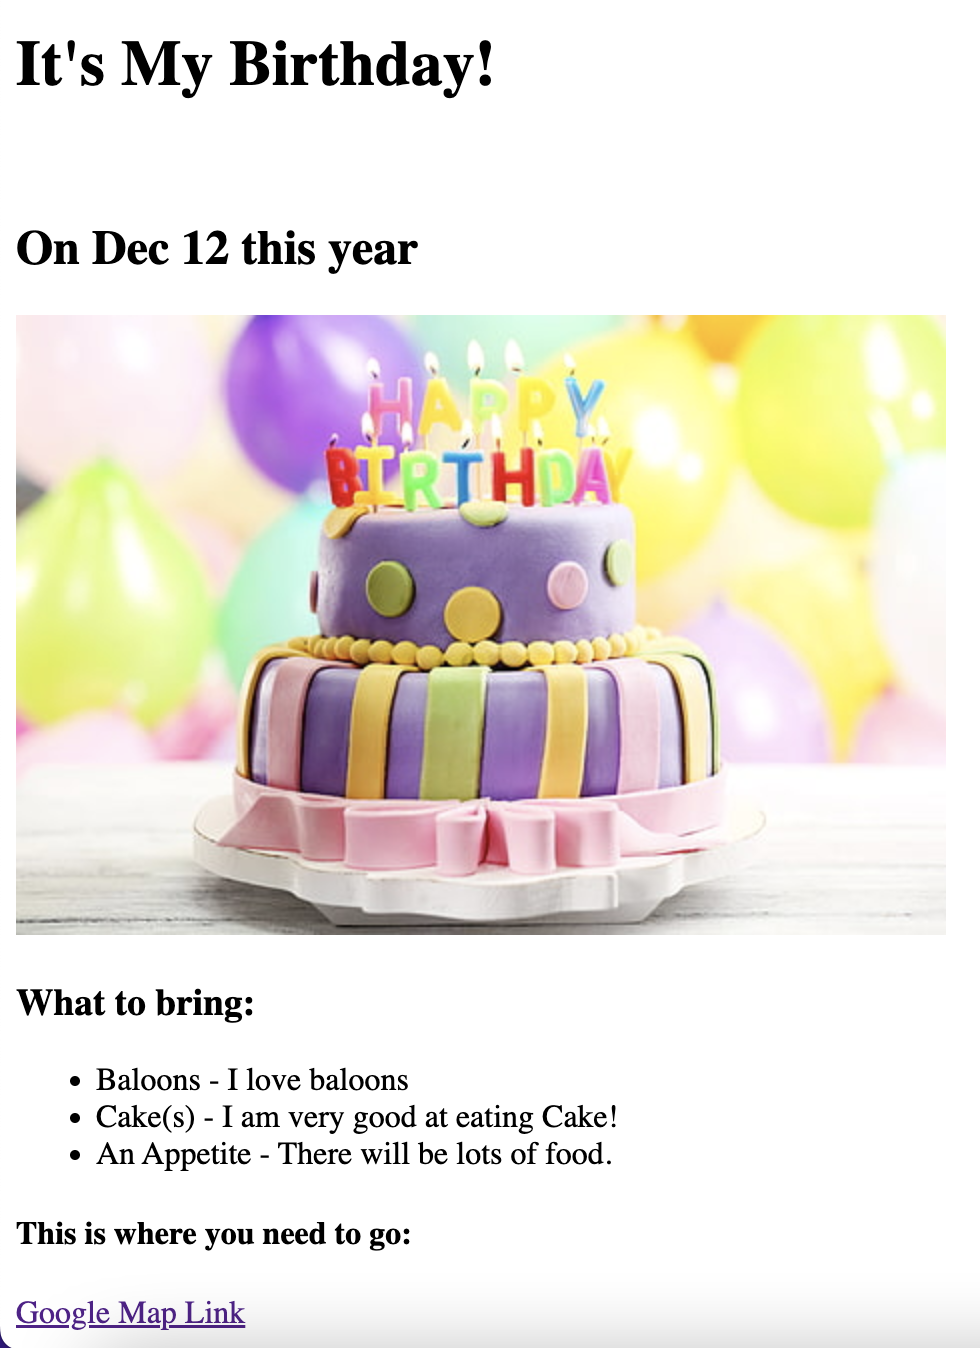 It's My Birthday!
On Dec 12 this year
HAPPY
BIRTHDAY
What to bring:
Baloons - I love baloons
Cake(s) - I am very good at eating Cake!
An Appetite - There will be lots of food.
This is where you need to go:
Google Map Link